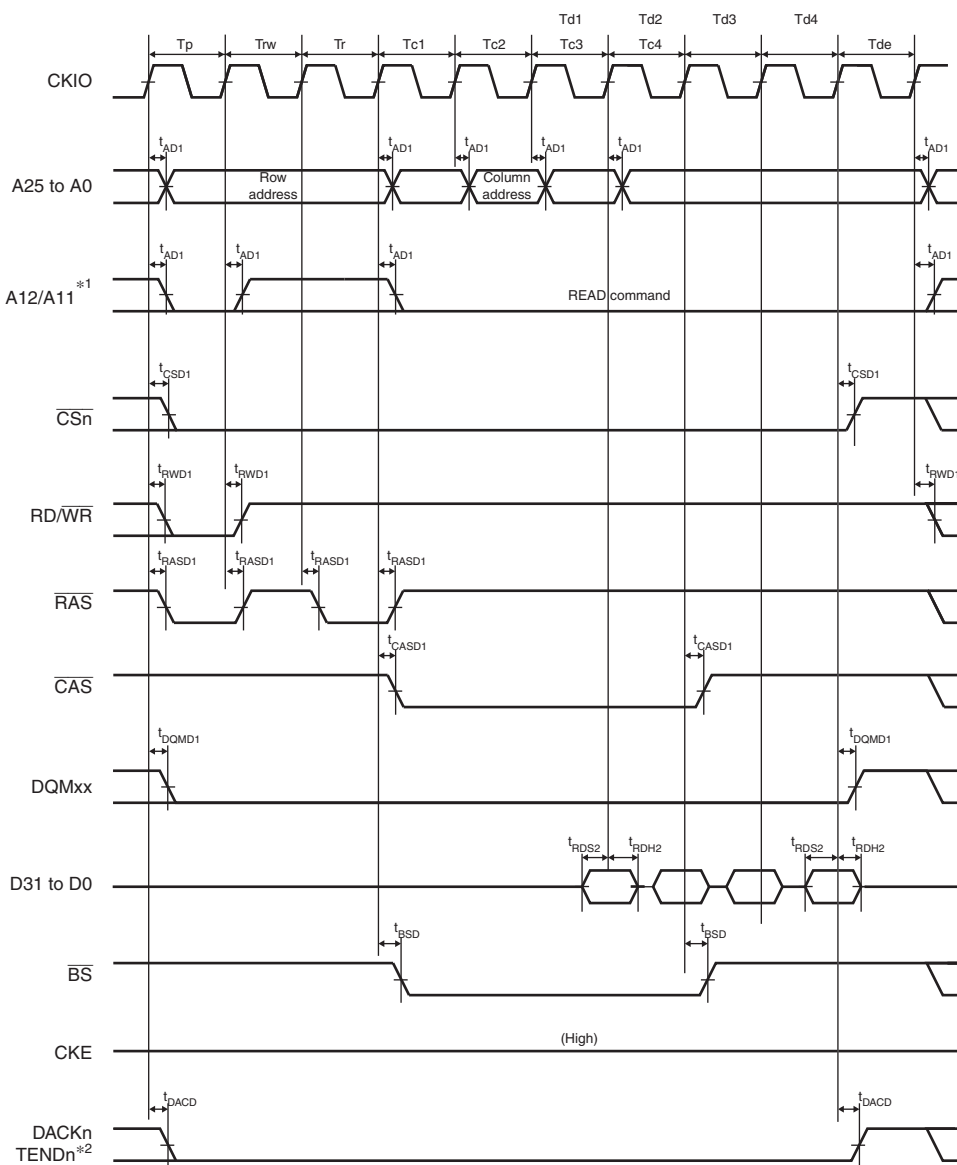 Td1 Td2 Td3 Td4
Tp Trw Tr Tc1 Tc2 Tc3 Tc4 Tde
CKIO
tAD1 tAD1 tAD1 tAD1 tAD1 tAD1
A25 to A0
Row address
Column address
tAD1 tAD1 tAD1 tAD1
A12/A11 *1
READ command
tCSD1 tCSD1
CSn
tRWD1 tRWD1 tRWD1
RD/WR
tRASD1 tRASD1 tRASD1 tRASD1
RAS
tCASD1 tCASD1
CAS
tDQMD1 tDQMD1
DQMxx
tRDS2 tRDH2 tRDS2 tRDH2
D31 to D0
tBSD tBSD
BS
(High)
CKE
tDACD tDACD
DACKn
TENDn*2